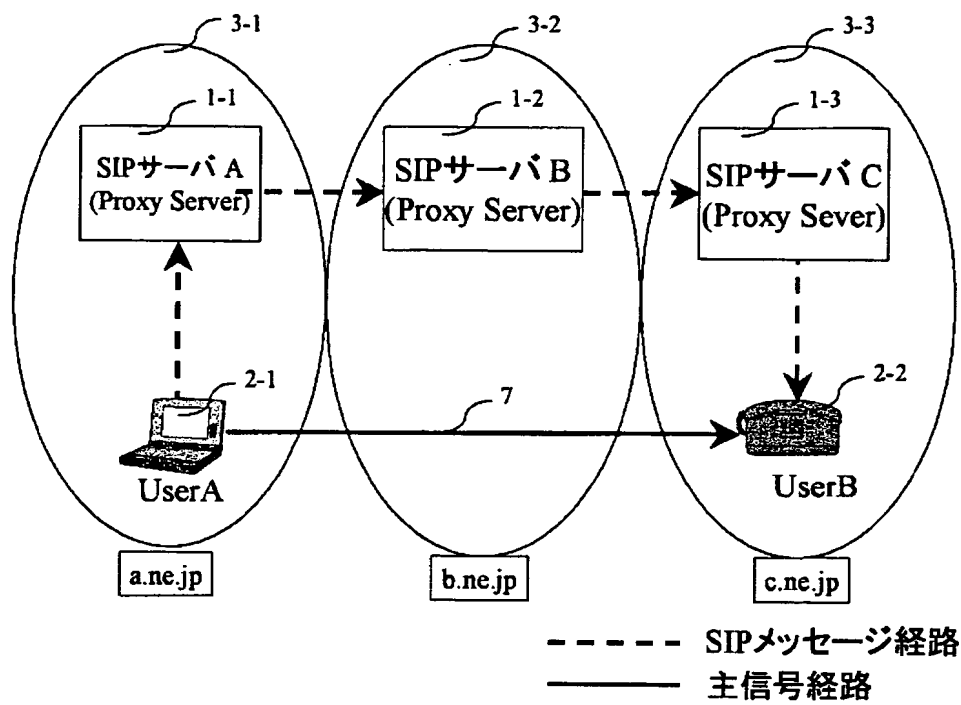 3-1
3-2
3-3
1-1
1-2
1-3
SIPサーバ A
(Proxy Server)
SIPサーバ B
(Proxy Server)
SIPサーバ C
(Proxy Sever)
2-1
7
2-2
UserA
UserB
a.ne.jp
b.ne.jp
c.ne.jp
SIPメッセージ経路
主信号経路